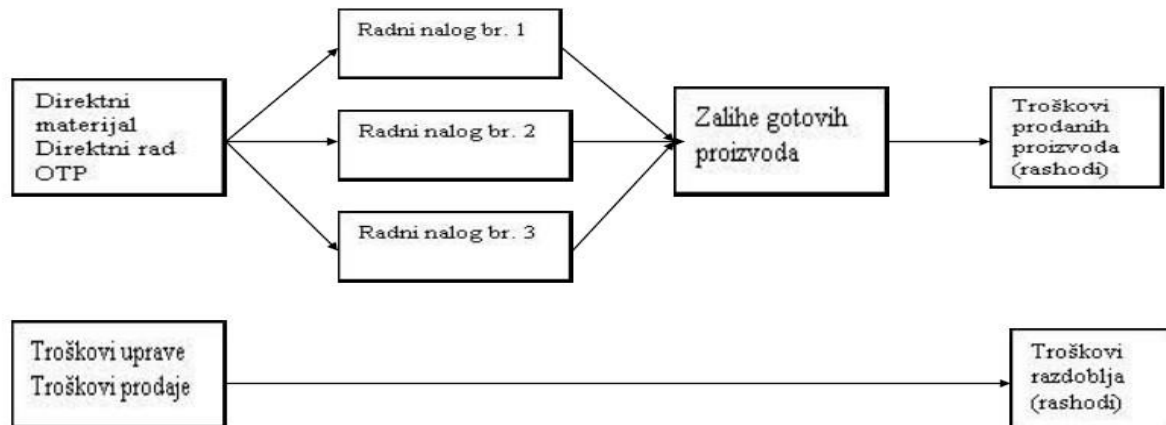 Radni nalog br. 1
Direktni
materijal
Direktni rad
OTP
Radni nalog br. 2
Zalihe gotovih
proizvoda
Troškovi
prodanih
proizvoda
(rashodi)
Radni nalog br. 3
Troškovi uprave
Troškovi prodaje
Troškovi
razdoblja
(rashodi)